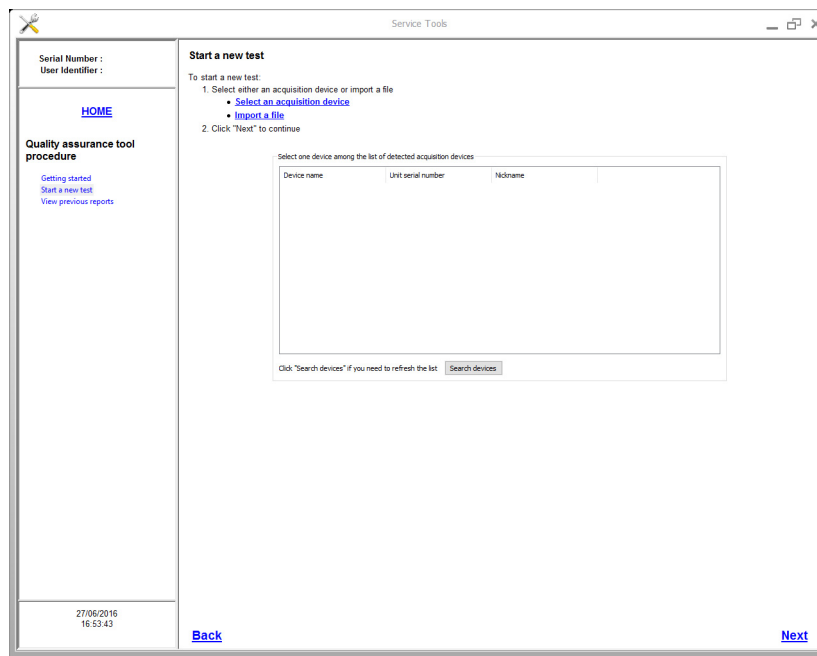 Service Tools
Serial Number :
User Identifier :
HOME
Quality assurance tool
procedure
Getting started
Start a new test
View previous reports
27/06/2016
16:53:43
Start a new test
To start a new test:
1. Select either an acquisition device or import a file
• Select an acquisition device
• Import a file
2. Click "Next" to continue
Select one device among the list of detected acquisition devices
Device name Unit serial number Nickname
Click "Search devices" if you need to refresh the list Search devices
Back Next